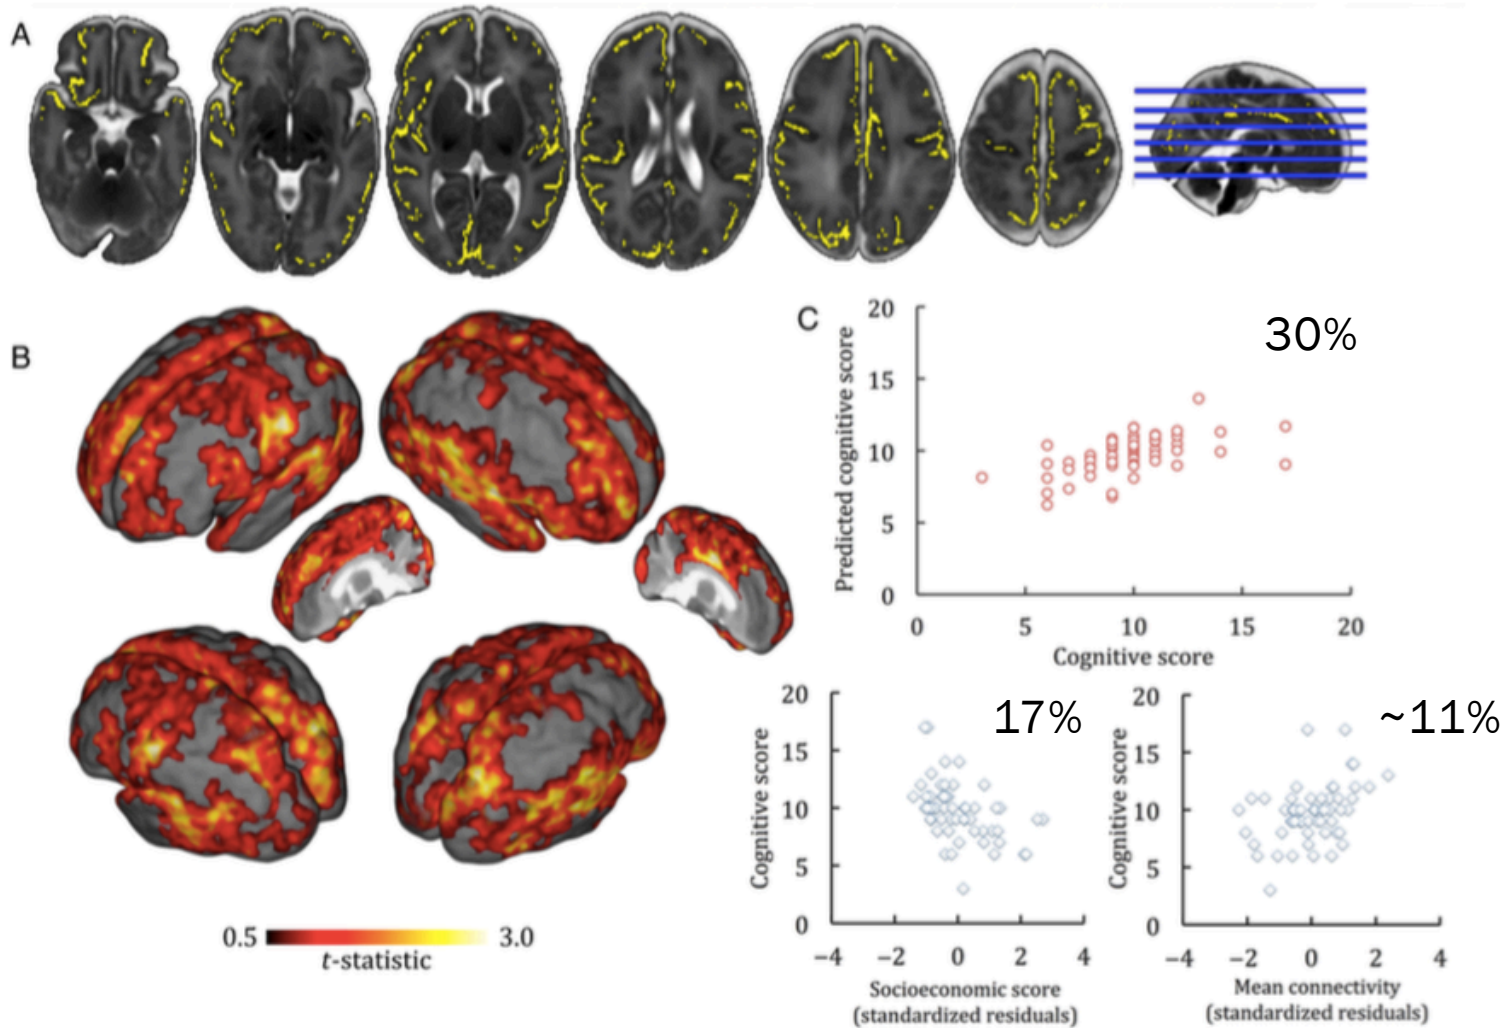 A
B
0.5
3.0
t-statistic
C
30%
Predicted cognitive score
20
15
10
5
0
0 5 10 15 20
Cognitive score
17%
Cognitive score
20
15
10
5
0
−4 −2 0 2 4
Socioeconomic score
(standardized residuals)
~11%
Cognitive score
20
15
10
5
0
−4 −2 0 2 4
Mean connectivity
(standardized residuals)